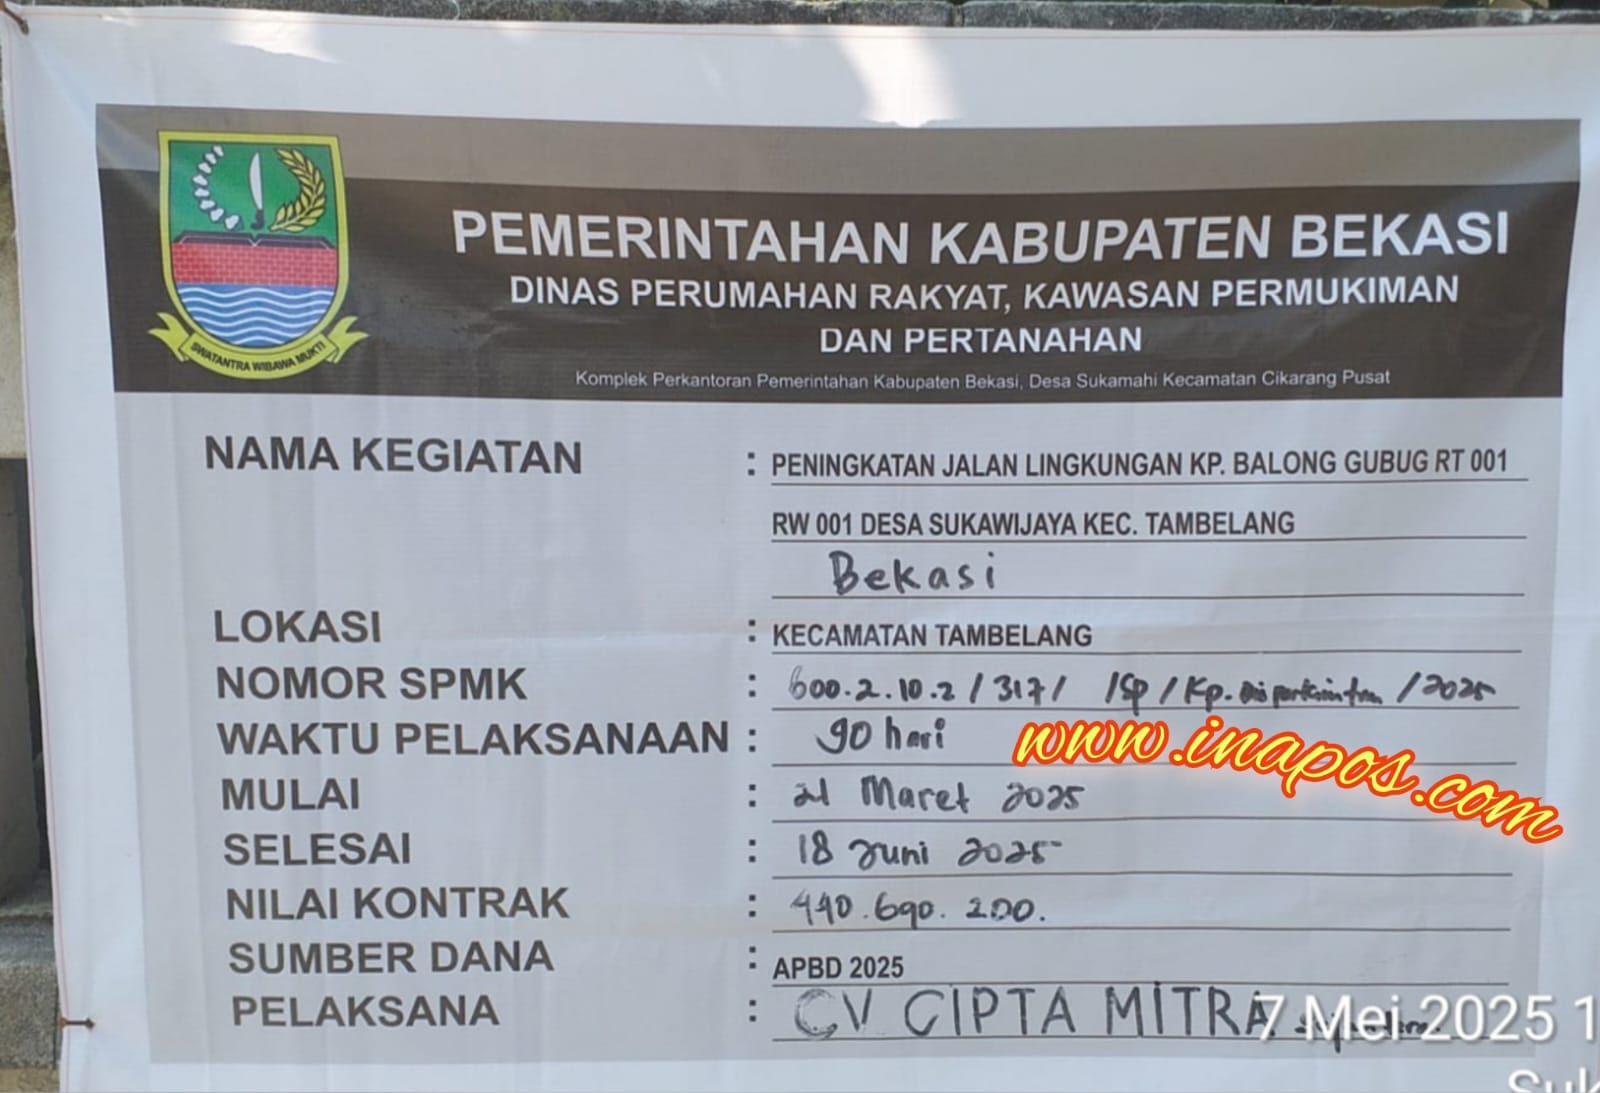 SWATANTRA WIBAWA MUKTI
PEMERINTAHAN KABUPATEN BEKASI
DINAS PERUMAHAN RAKYAT, KAWASAN PERMUKIMAN
DAN PERTANAHAN
Komplek Perkantoran Pemerintahan Kabupaten Bekasi, Desa Sukamahi Kecamatan Cikarang Pusat
NAMA KEGIATAN : PENINGKATAN JALAN LINGKUNGAN KP. BALONG GUBUG RT 001
RW 001 DESA SUKAWIJAYA KEC. TAMBELANG
Bekasi
LOKASI : KECAMATAN TAMBELANG
NOMOR SPMK : 600.2.10.2 / 317 / / SP / KP. / 2025
WAKTU PELAKSANAAN : 90 hari
www.inapos.com
MULAI : 21 Maret 2025
SELESAI : 18 Juni 2025
NILAI KONTRAK : 440.690.200.
SUMBER DANA : APBD 2025
PELAKSANA : CV CIPTA MITRA
7 Mei 2025 1
Suk